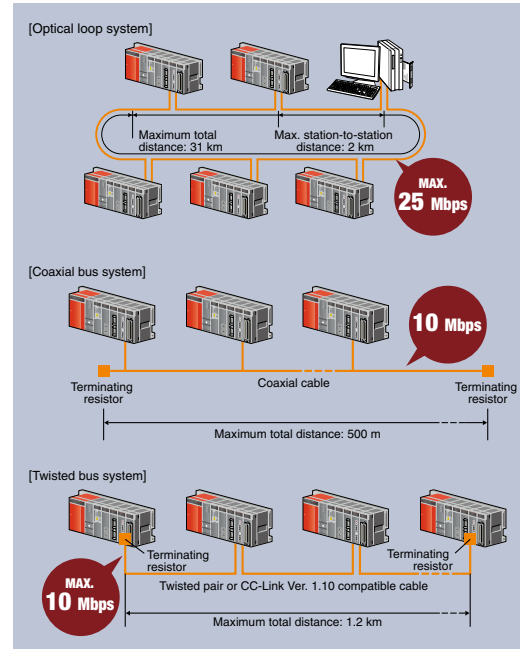 [Optical loop system]
Maximum total
distance: 31 km
Max. station-to-station
distance: 2 km
MAX.
25 Mbps
[Coaxial bus system]
10 Mbps
Terminating
resistor
Coaxial cable
Terminating
resistor
Maximum total distance: 500 m
[Twisted bus system]
Terminating
resistor
Terminating
resistor
MAX.
10 Mbps
Twisted pair or CC-Link Ver. 1.10 compatible cable
Maximum total distance: 1.2 km